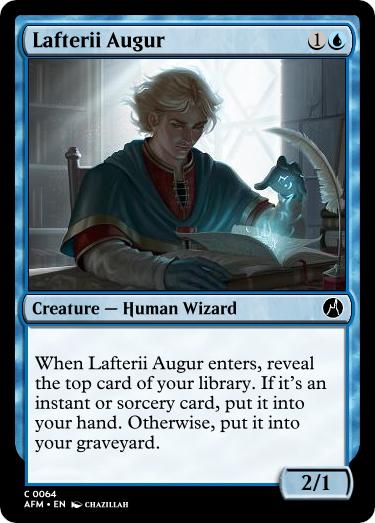 Lafterii Augur 1
Creature — Human Wizard
When Lafterii Augur enters, reveal
the top card of your library. If it's an
instant or sorcery card, put it into
your hand. Otherwise, put it into
your graveyard.
2/1
C 0064
AFM • EN CHAZILLAH